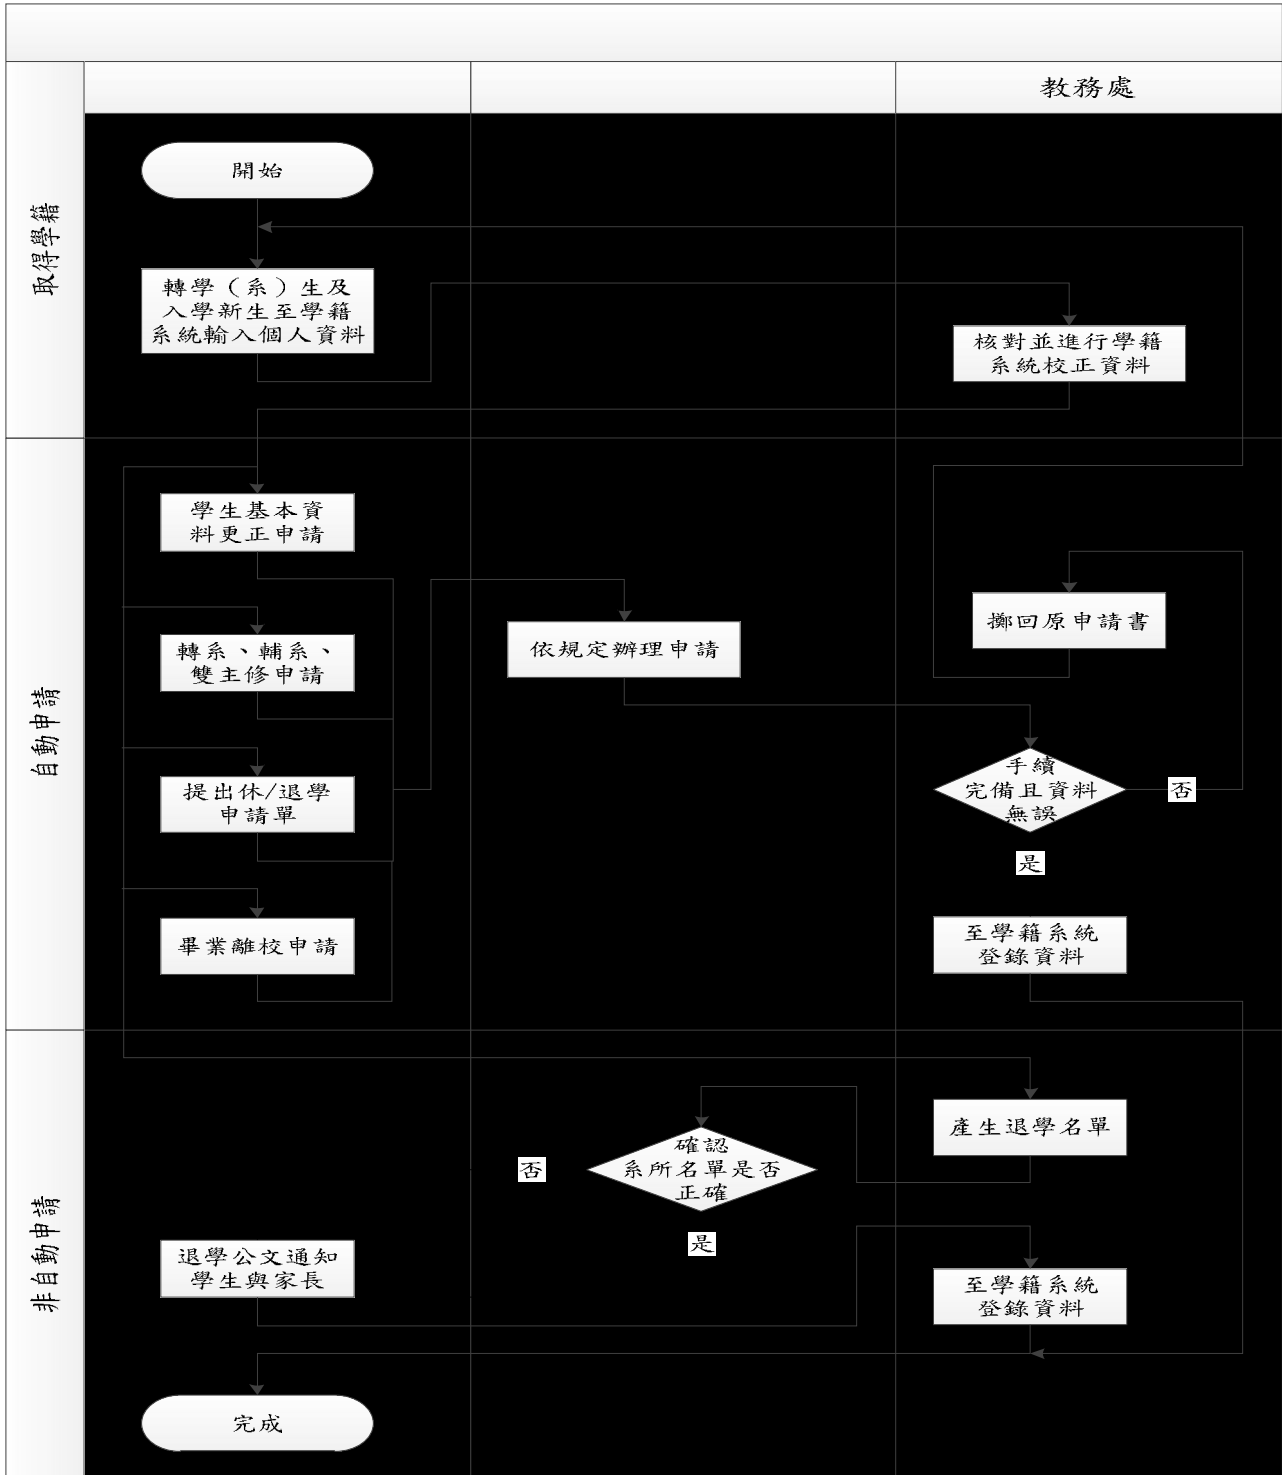 教務處
取得學籍
開始
轉學（系）生及
入學新生至學籍
系統輸入個人資料
核對並進行學籍
系統校正資料
自動申請
學生基本資
料更正申請
轉系、輔系、
雙主修申請
提出休/退學
申請單
畢業離校申請
依規定辦理申請
擲回原申請書
手續
完備且資料
無誤
否
是
至學籍系統
登錄資料
非自動申請
產生退學名單
確認
系所名單是否
正確
否
是
退學公文通知
學生與家長
至學籍系統
登錄資料
完成